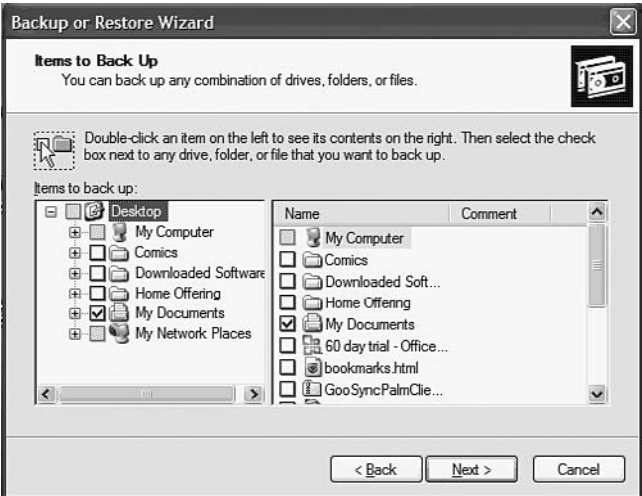 Backup or Restore Wizard
Items to Back Up
You can back up any combination of drives, folders, or files.
Double-click an item on the left to see its contents on the right. Then select the check
box next to any drive, folder, or file that you want to back up.
Items to back up:
Desktop
My Computer
Comics
Downloaded Software
Home Offering
My Documents
My Network Places
Name Comment
My Computer
Comics
Downloaded Soft...
Home Offering
My Documents
60 day trial - Office...
bookmarks.html
GooSyncPalmClie...
< Back Next > Cancel